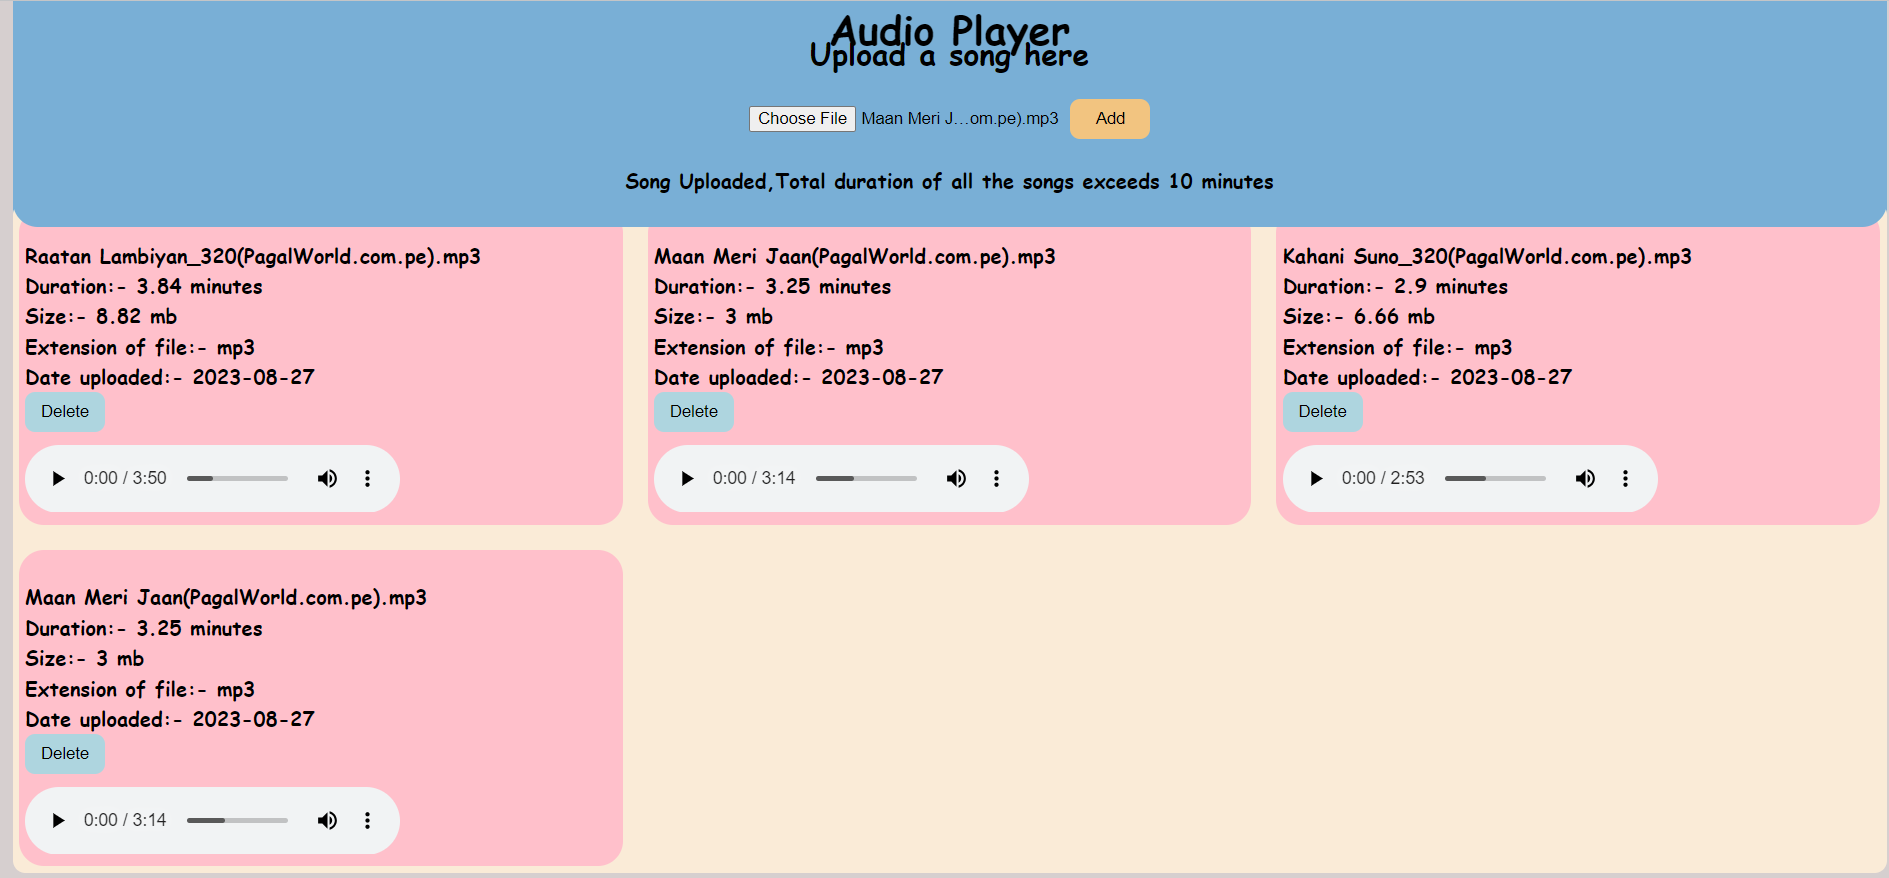 Audio Player
Upload a song here
Choose File Maan Meri J...om.pe).mp3 Add
Song Uploaded,Total duration of all the songs exceeds 10 minutes
Raatan Lambiyan_320(PagalWorld.com.pe).mp3
Duration:- 3.84 minutes
Size:- 8.82 mb
Extension of file:- mp3
Date uploaded:- 2023-08-27
Delete
0:00 / 3:50
Maan Meri Jaan(PagalWorld.com.pe).mp3
Duration:- 3.25 minutes
Size:- 3 mb
Extension of file:- mp3
Date uploaded:- 2023-08-27
Delete
0:00 / 3:14
Kahani Suno_320(PagalWorld.com.pe).mp3
Duration:- 2.9 minutes
Size:- 6.66 mb
Extension of file:- mp3
Date uploaded:- 2023-08-27
Delete
0:00 / 2:53
Maan Meri Jaan(PagalWorld.com.pe).mp3
Duration:- 3.25 minutes
Size:- 3 mb
Extension of file:- mp3
Date uploaded:- 2023-08-27
Delete
0:00 / 3:14